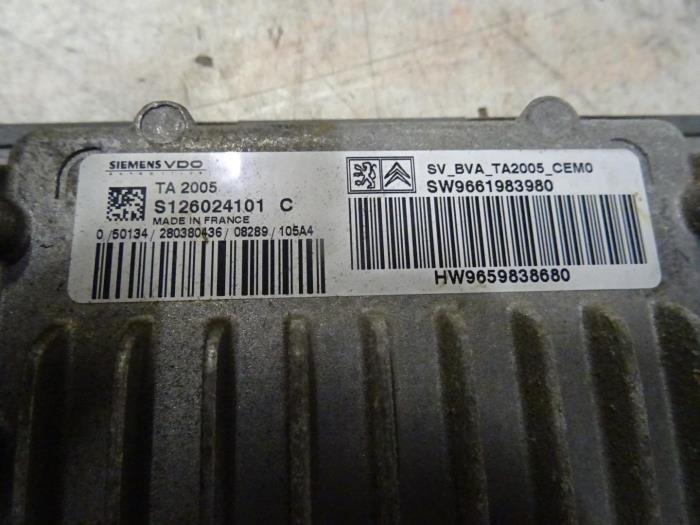 SIEMENS VDO
TA 2005
S126024101 C
MADE IN FRANCE
0/50134/280380436/08289/105A4
SV_BVA_TA2005_CEM0
SW9661983980
HW9659838680